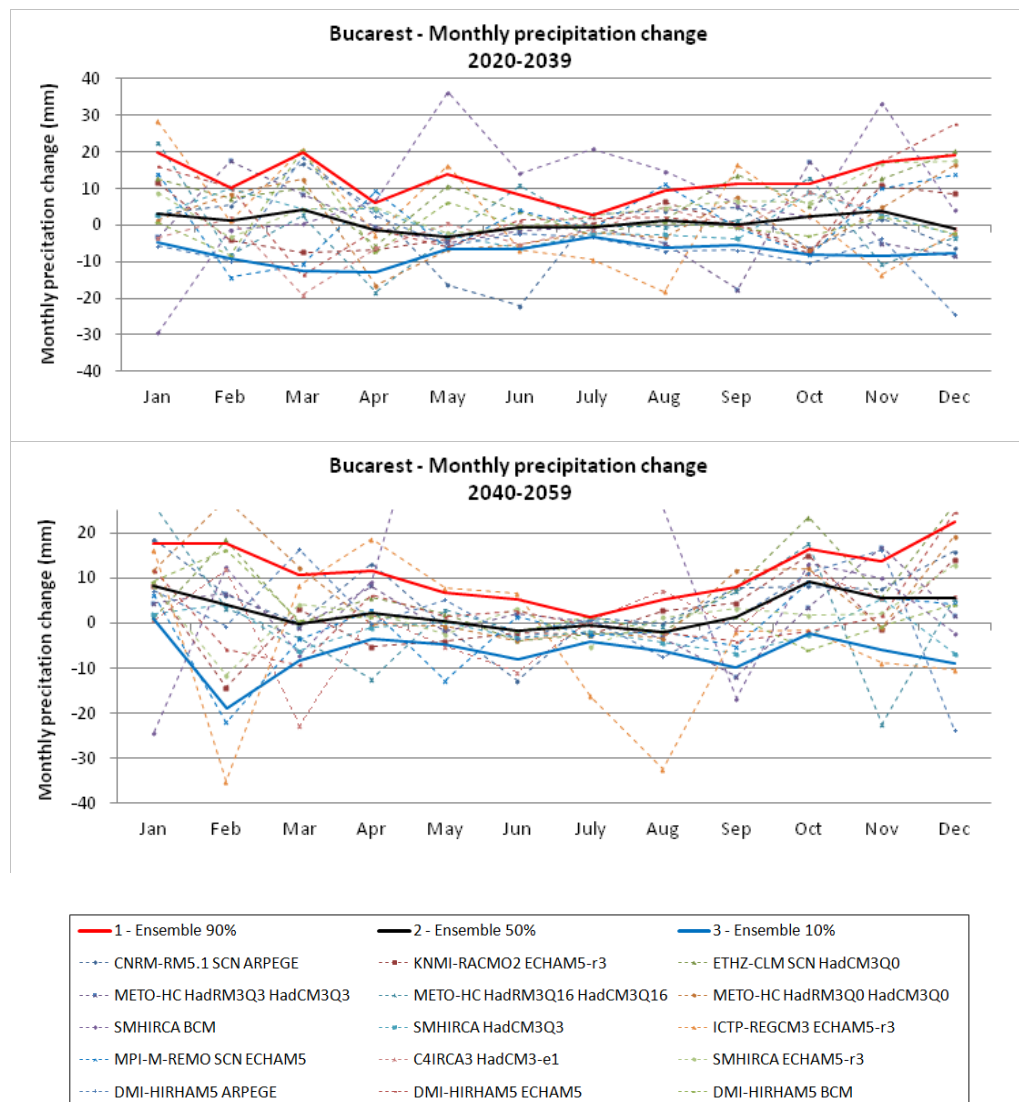 Bucarest - Monthly precipitation change
2020-2039
Monthly precitation change (mm)
40
30
20
10
0
-10
-20
-30
-40
Jan Feb Mar Apr May Jun July Aug Sep Oct Nov Dec
Bucarest - Monthly precipitation change
2040-2059
Monthly precitation change (mm)
20
10
0
-10
-20
-30
-40
Jan Feb Mar Apr May Jun July Aug Sep Oct Nov Dec
1 - Ensemble 90% 2 - Ensemble 50% 3 - Ensemble 10%
CNRM-RM5.1 SCN ARPEGE KNMI-RACMO2 ECHAM5-r3 ETHZ-CLM SCN HadCM3Q0
METO-HC HadRM3Q3 HadCM3Q3 METO-HC HadRM3Q16 HadCM3Q16 METO-HC HadRM3Q0 HadCM3Q0
SMHIRCA BCM SMHIRCA HadCM3Q3 ICTP-REGCM3 ECHAM5-r3
MPI-M-REMO SCN ECHAM5 C4IRCA3 HadCM3-e1 SMHIRCA ECHAM5-r3
DMI-HIRHAM5 ARPEGE DMI-HIRHAM5 ECHAM5 DMI-HIRHAM5 BCM